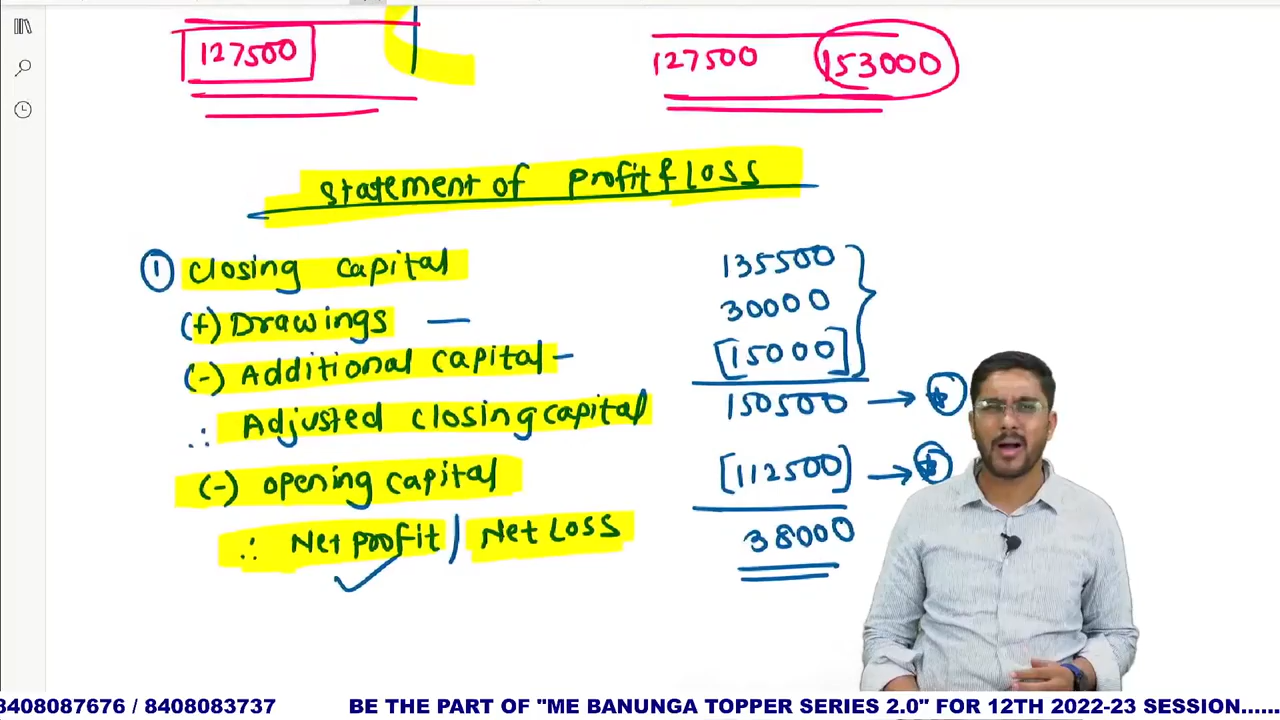 127500
127500 153000
Statement of profit & loss
① Closing capital 135500
(+) Drawings — 30000
(-) Additional capital - [15000]
∴ Adjusted closing capital 150500 →
(-) opening capital [112500] →
∴ Net profit | Net Loss 38000
8408087676 / 8408083737 BE THE PART OF "ME BANUNGA TOPPER SERIES 2.0" FOR 12TH 2022-23 SESSION......